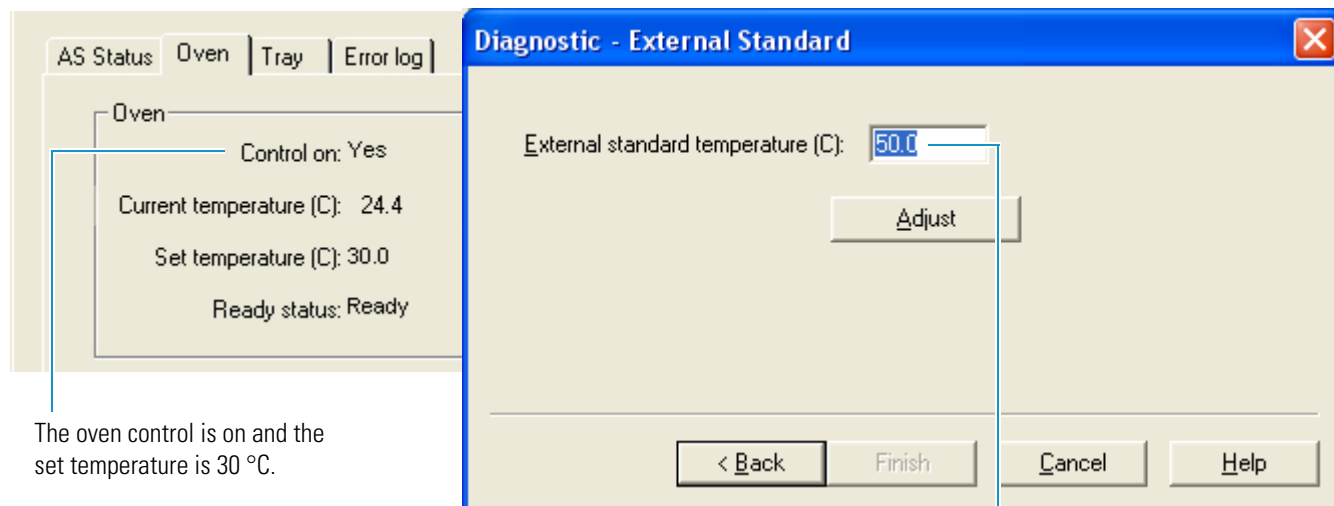 AS Status Oven Tray Error log
Oven
Control on: Yes
Current temperature (C): 24.4
Set temperature (C): 30.0
Ready status: Ready
The oven control is on and the
set temperature is 30 °C.
Diagnostic - External Standard
External standard temperature (C): 50.0
Adjust
< Back Finish Cancel Help